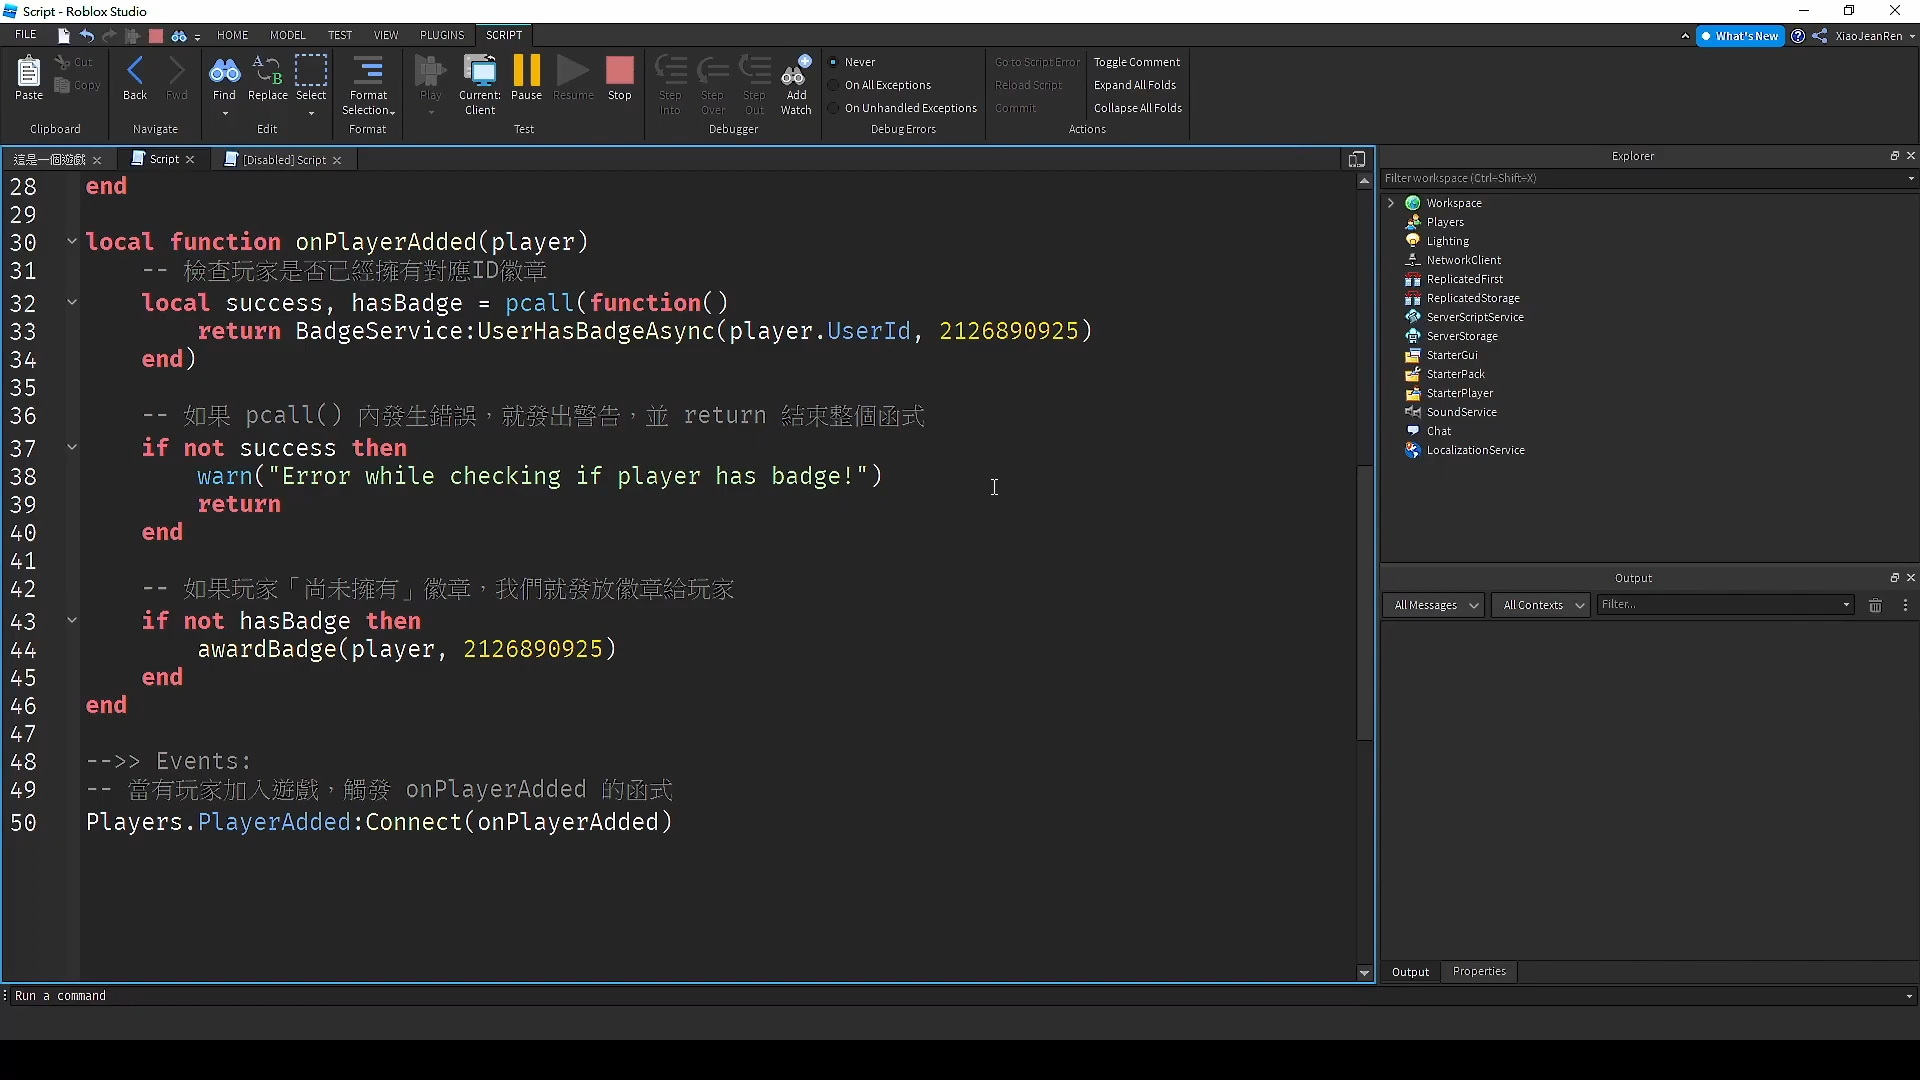 Script - Roblox Studio
FILE HOME MODEL TEST VIEW PLUGINS SCRIPT What's New XiaoJeanRen
Paste Cut Copy Clipboard
Back Fwd Navigate
Find Replace Select Edit
Format Selection Format
Play Current: Client Pause Resume Stop Test
Step Into Step Over Step Out Add Watch Debugger
Never
On All Exceptions
On Unhandled Exceptions
Debug Errors
Go to Script Error Toggle Comment
Reload Script Expand All Folds
Commit Collapse All Folds
Actions
這是一個遊戲 Script [Disabled] Script
28 end
29
30 local function onPlayerAdded(player)
31 -- 檢查玩家是否已經擁有對應ID徽章
32 local success, hasBadge = pcall(function()
33 return BadgeService:UserHasBadgeAsync(player.UserId, 2126890925)
34 end)
35
36 -- 如果 pcall() 內發生錯誤，就發出警告，並 return 結束整個函式
37 if not success then
38 warn("Error while checking if player has badge!")
39 return
40 end
41
42 -- 如果玩家「尚未擁有」徽章，我們就發放徽章給玩家
43 if not hasBadge then
44 awardBadge(player, 2126890925)
45 end
46 end
47
48 -->> Events:
49 -- 當有玩家加入遊戲，觸發 onPlayerAdded 的函式
50 Players.PlayerAdded:Connect(onPlayerAdded)
Explorer
Filter workspace (Ctrl+Shift+X)
Workspace
Players
Lighting
NetworkClient
ReplicatedFirst
ReplicatedStorage
ServerScriptService
ServerStorage
StarterGui
StarterPack
StarterPlayer
SoundService
Chat
LocalizationService
Output
All Messages All Contexts Filter...
Output Properties
Run a command